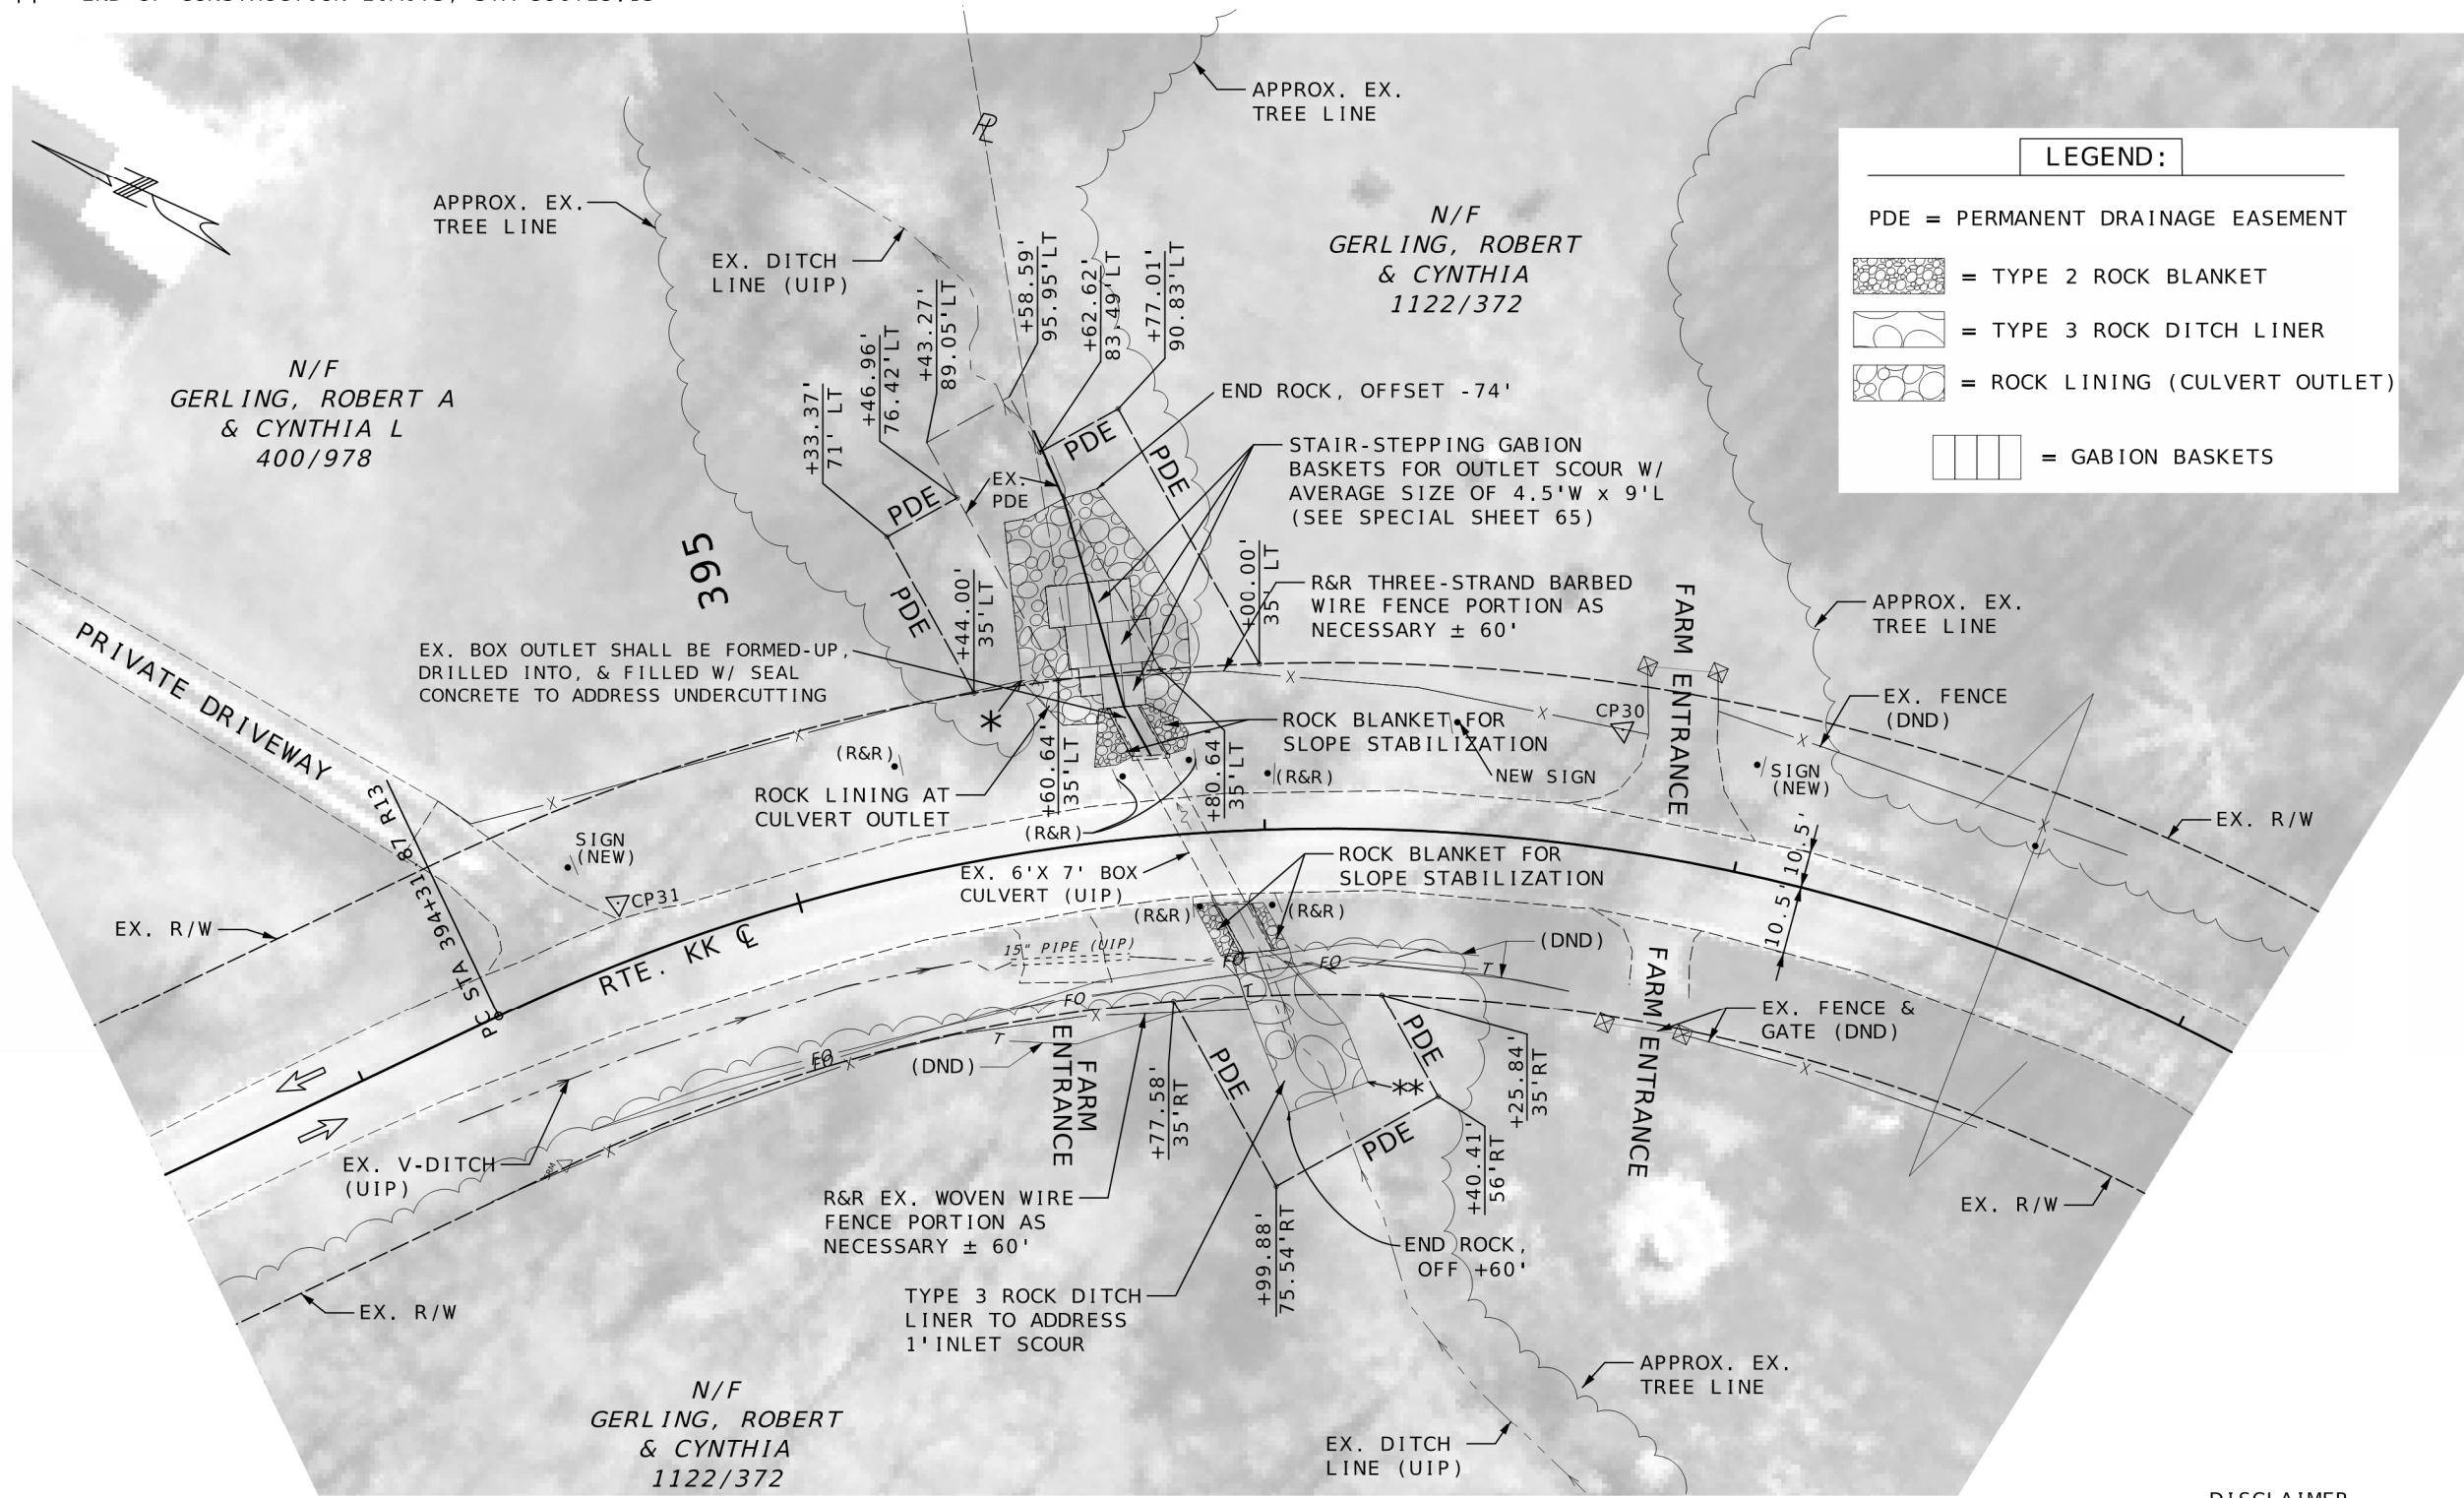 APPROX. EX.
TREE LINE
PL
LEGEND:
PDE = PERMANENT DRAINAGE EASEMENT
= TYPE 2 ROCK BLANKET
= TYPE 3 ROCK DITCH LINER
= ROCK LINING (CULVERT OUTLET)
= GABION BASKETS
APPROX. EX.
TREE LINE
EX. DITCH
LINE (UIP)
N/F
GERLING, ROBERT
& CYNTHIA
1122/372
N/F
GERLING, ROBERT A
& CYNTHIA L
400/978
+33.37'
71' LT
+46.96'
76.42'LT
+43.27'
89.05'LT
+58.59'
95.95'LT
+62.62'
83.49'LT
+77.01'
90.83'LT
END ROCK, OFFSET -74'
PDE
PDE
PDE
PDE
EX.
PDE
STAIR-STEPPING GABION
BASKETS FOR OUTLET SCOUR W/
AVERAGE SIZE OF 4.5'W x 9'L
(SEE SPECIAL SHEET 65)
395
+44.00'
35'LT
+00.00'
35' LT
R&R THREE-STRAND BARBED
WIRE FENCE PORTION AS
NECESSARY ± 60'
FARM ENTRANCE
APPROX. EX.
TREE LINE
EX. BOX OUTLET SHALL BE FORMED-UP,
DRILLED INTO, & FILLED W/ SEAL
CONCRETE TO ADDRESS UNDERCUTTING
PRIVATE DRIVEWAY
*
X
X
X
X
X
X
EX. FENCE
(DND)
CP30
ROCK BLANKET FOR
SLOPE STABILIZATION
NEW SIGN
SIGN
(NEW)
(R&R)
(R&R)
ROCK LINING AT
CULVERT OUTLET
+60.64'
35'LT
+80.64'
35'LT
(R&R)
EX. R/W
SIGN
(NEW)
CP31
EX. 6'X 7' BOX
CULVERT (UIP)
ROCK BLANKET FOR
SLOPE STABILIZATION
10.5'
10.5'
PC STA 394+31.87 R13
EX. R/W
RTE. KK CL
(R&R)
(R&R)
15" PIPE (UIP)
(DND)
FO
FO
FO
FO
FO
T
T
T
X
X
X
X
FARM ENTRANCE
EX. FENCE &
GATE (DND)
(DND)
FARM
ENTRANCE
PDE
PDE
PDE
+77.58'
35'RT
+25.84'
35'RT
**
+40.41'
56'RT
+99.88'
75.54'RT
EX. V-DITCH
(UIP)
R&R EX. WOVEN WIRE
FENCE PORTION AS
NECESSARY ± 60'
END ROCK,
OFF +60'
EX. R/W
EX. R/W
TYPE 3 ROCK DITCH
LINER TO ADDRESS
1'INLET SCOUR
APPROX. EX.
TREE LINE
N/F
GERLING, ROBERT
& CYNTHIA
1122/372
EX. DITCH
LINE (UIP)